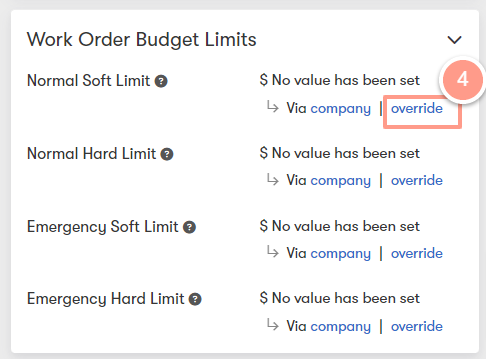 Work Order Budget Limits
4
Normal Soft Limit ? $ No value has been set
Via company | override
Normal Hard Limit ? $ No value has been set
Via company | override
Emergency Soft Limit ? $ No value has been set
Via company | override
Emergency Hard Limit ? $ No value has been set
Via company | override